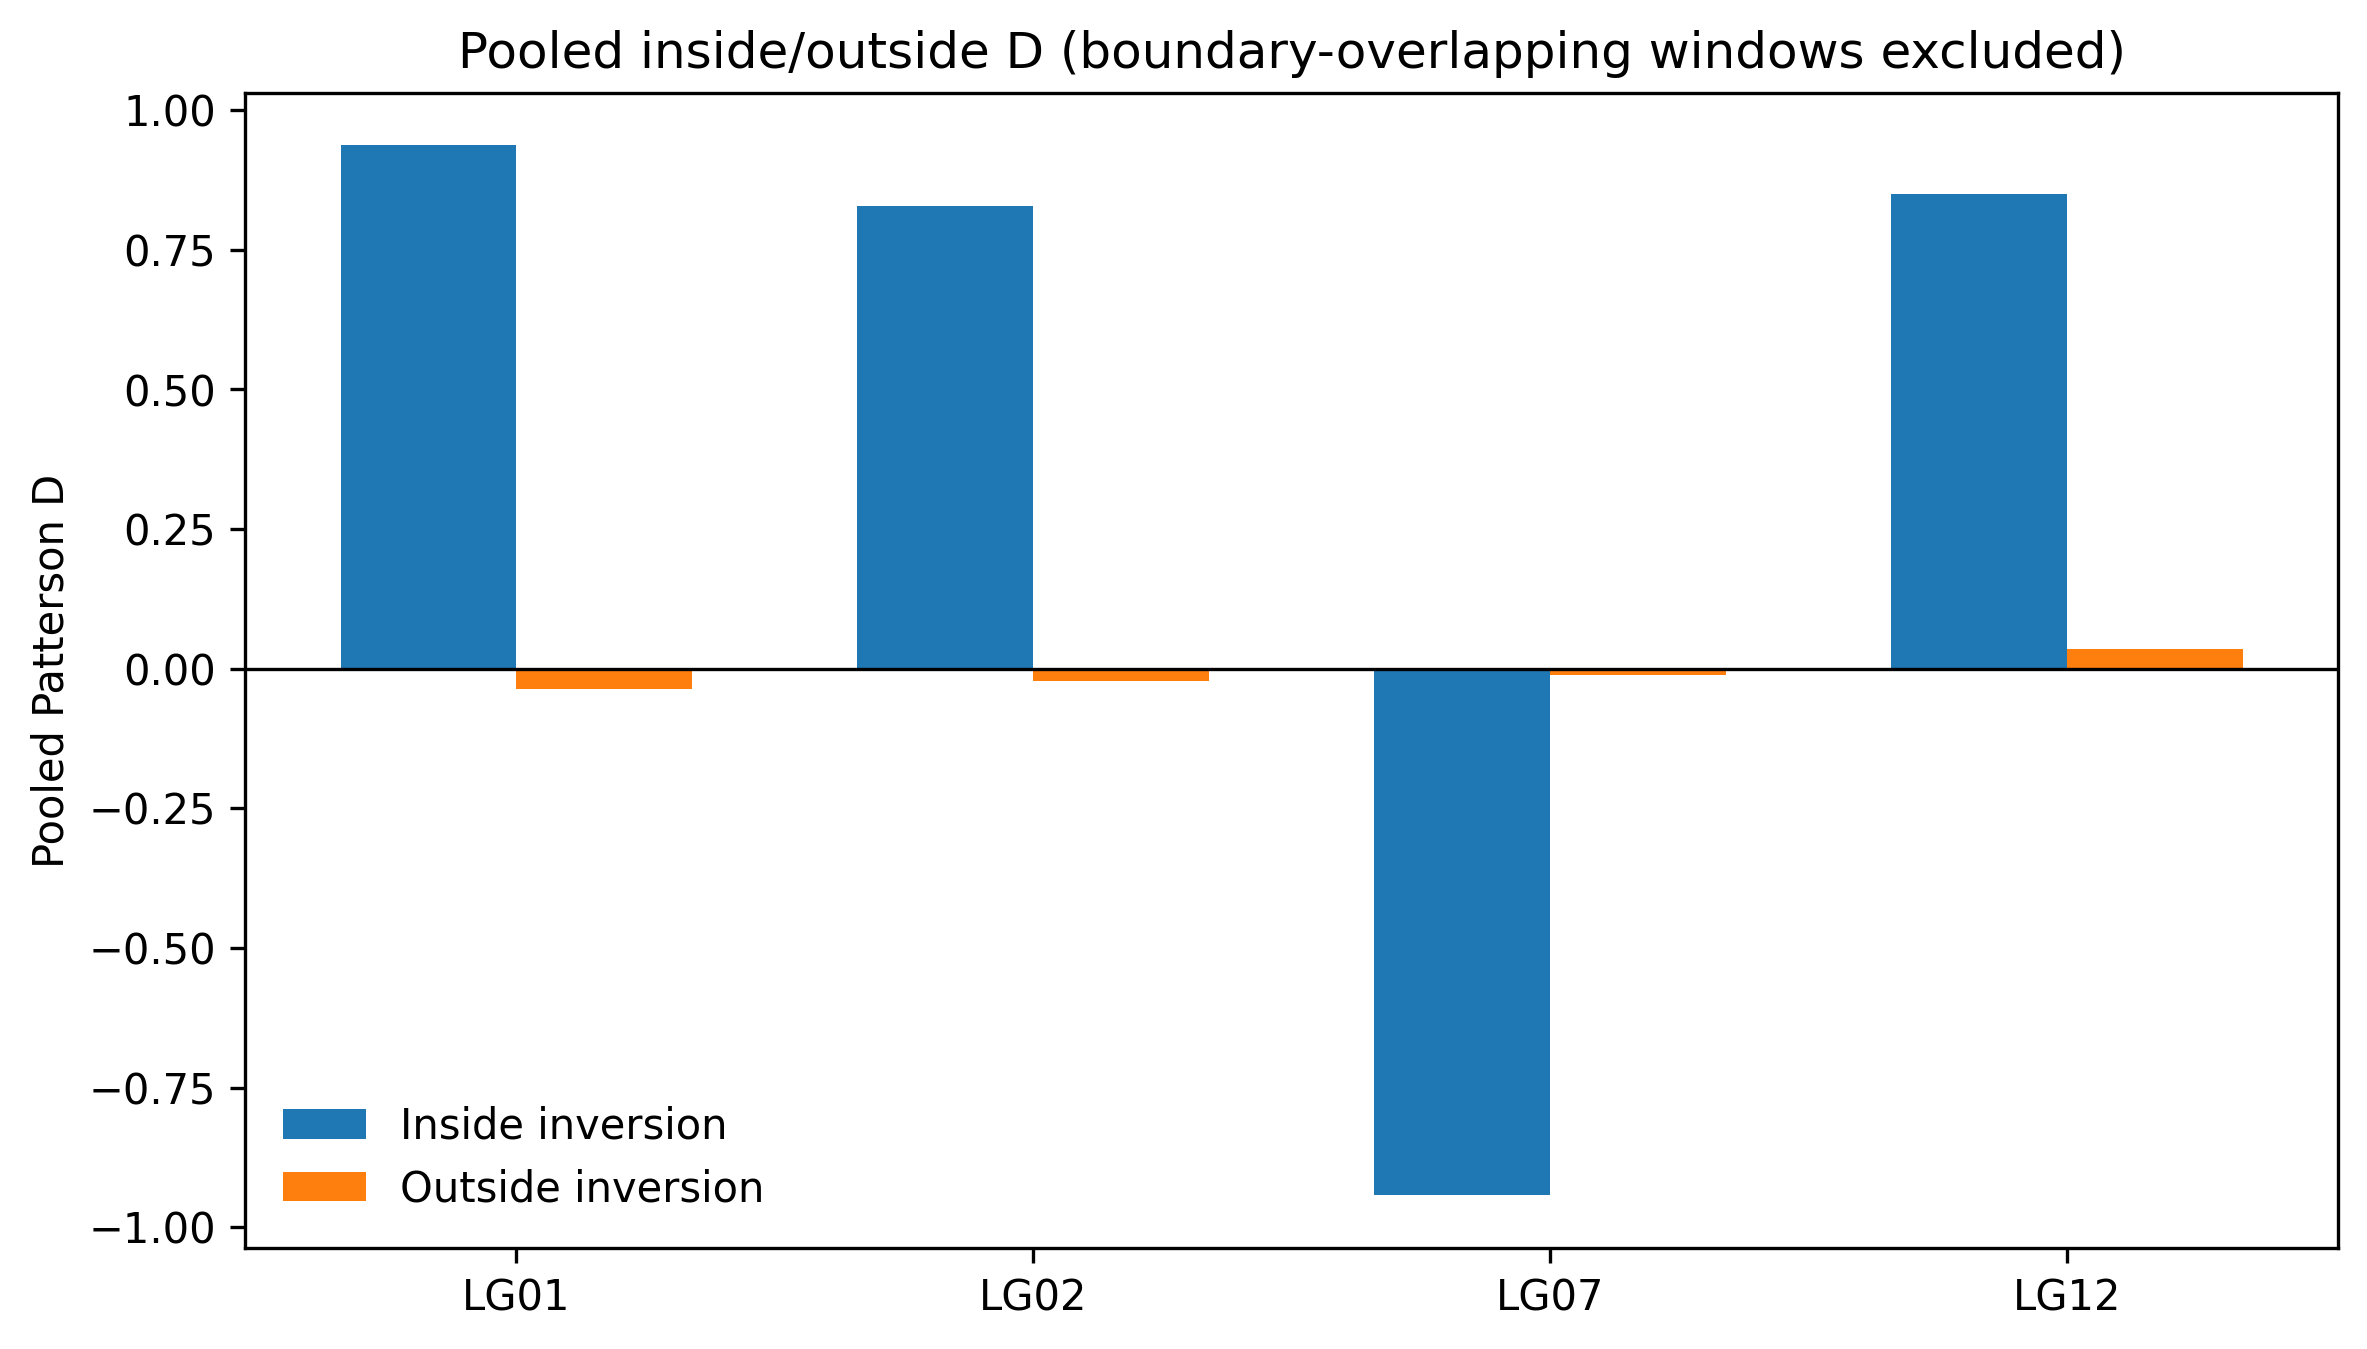 Pooled inside/outside D (boundary-overlapping windows excluded)
Pooled Patterson D
1.00
0.75
0.50
0.25
0.00
−0.25
−0.50
−0.75
−1.00
Inside inversion
Outside inversion
LG01 LG02 LG07 LG12